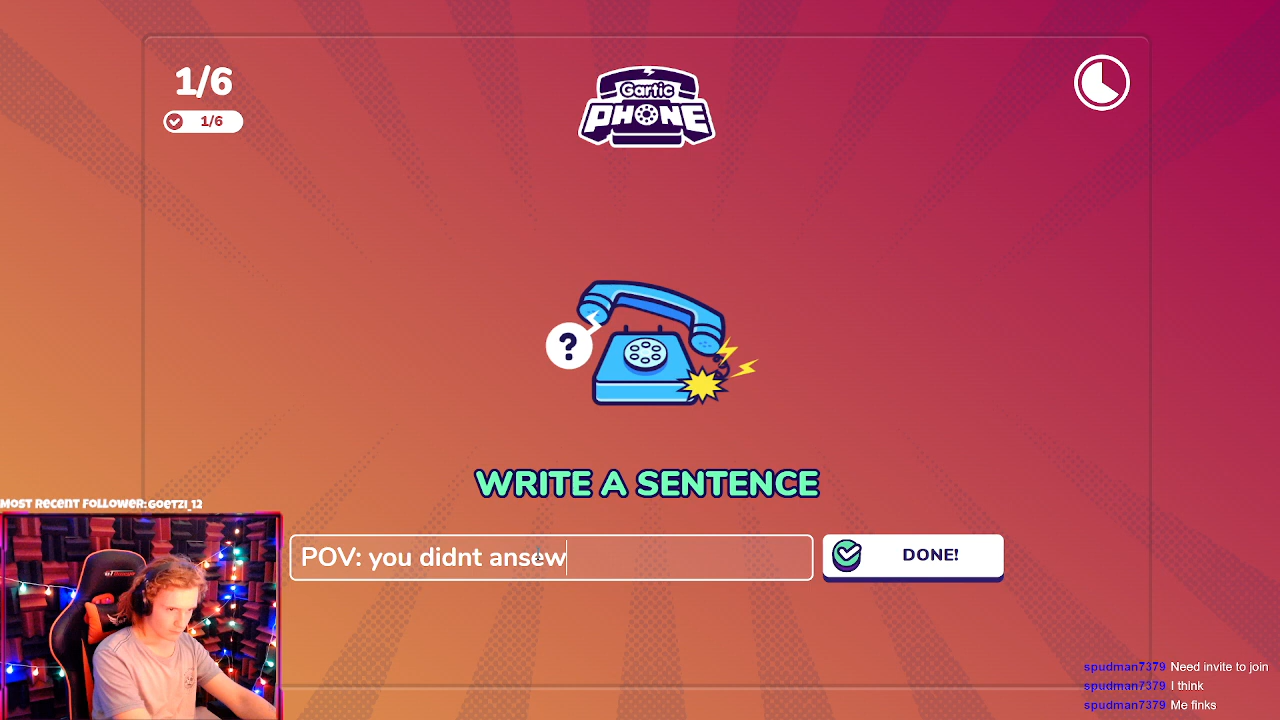 1/6
1/6
Gartic
PHONE
?
WRITE A SENTENCE
POV: you didnt ansew
DONE!
MOST RECENT FOLLOWER: GOETZI_12
spudman7379 Need invite to join
spudman7379 I think
spudman7379 Me finks